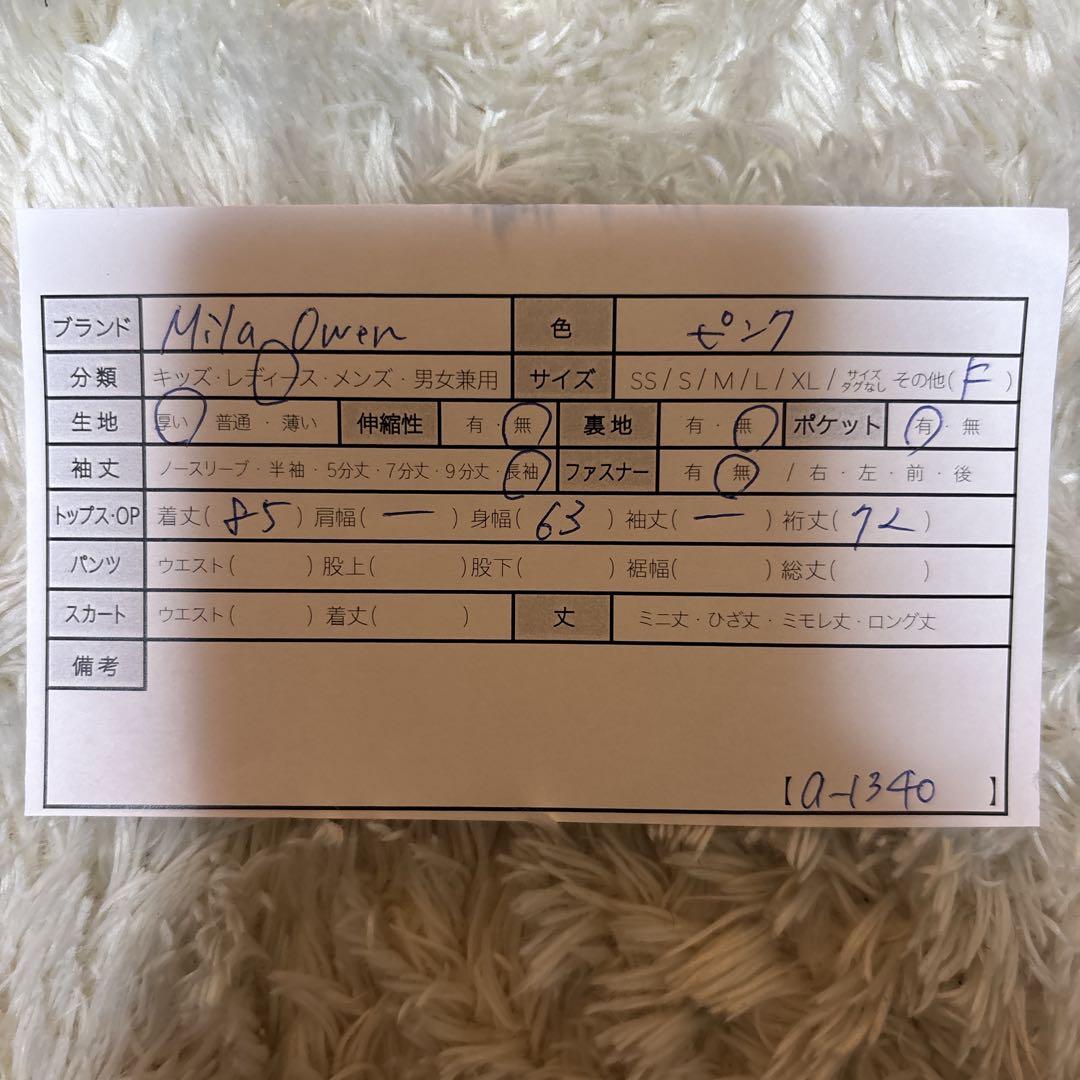 ブランド Mila Owen 色 ピンク
分類 キッズ・レディース・メンズ・男女兼用 サイズ SS/S/M/L/XL/サイズタグなし その他(F)
生地 厚い・普通・薄い 伸縮性 有・無 裏地 有・無 ポケット 有・無
袖丈 ノースリーブ・半袖・5分丈・7分丈・9分丈・長袖 ファスナー 有・無 / 右・左・前・後
トップス・OP 着丈(85) 肩幅(ー) 身幅(63) 袖丈(ー) 裄丈(72)
パンツ ウエスト( ) 股上( ) 股下( ) 裾幅( ) 総丈( )
スカート ウエスト( ) 着丈( ) 丈 ミニ丈・ひざ丈・ミモレ丈・ロング丈
備考
【a-1340】